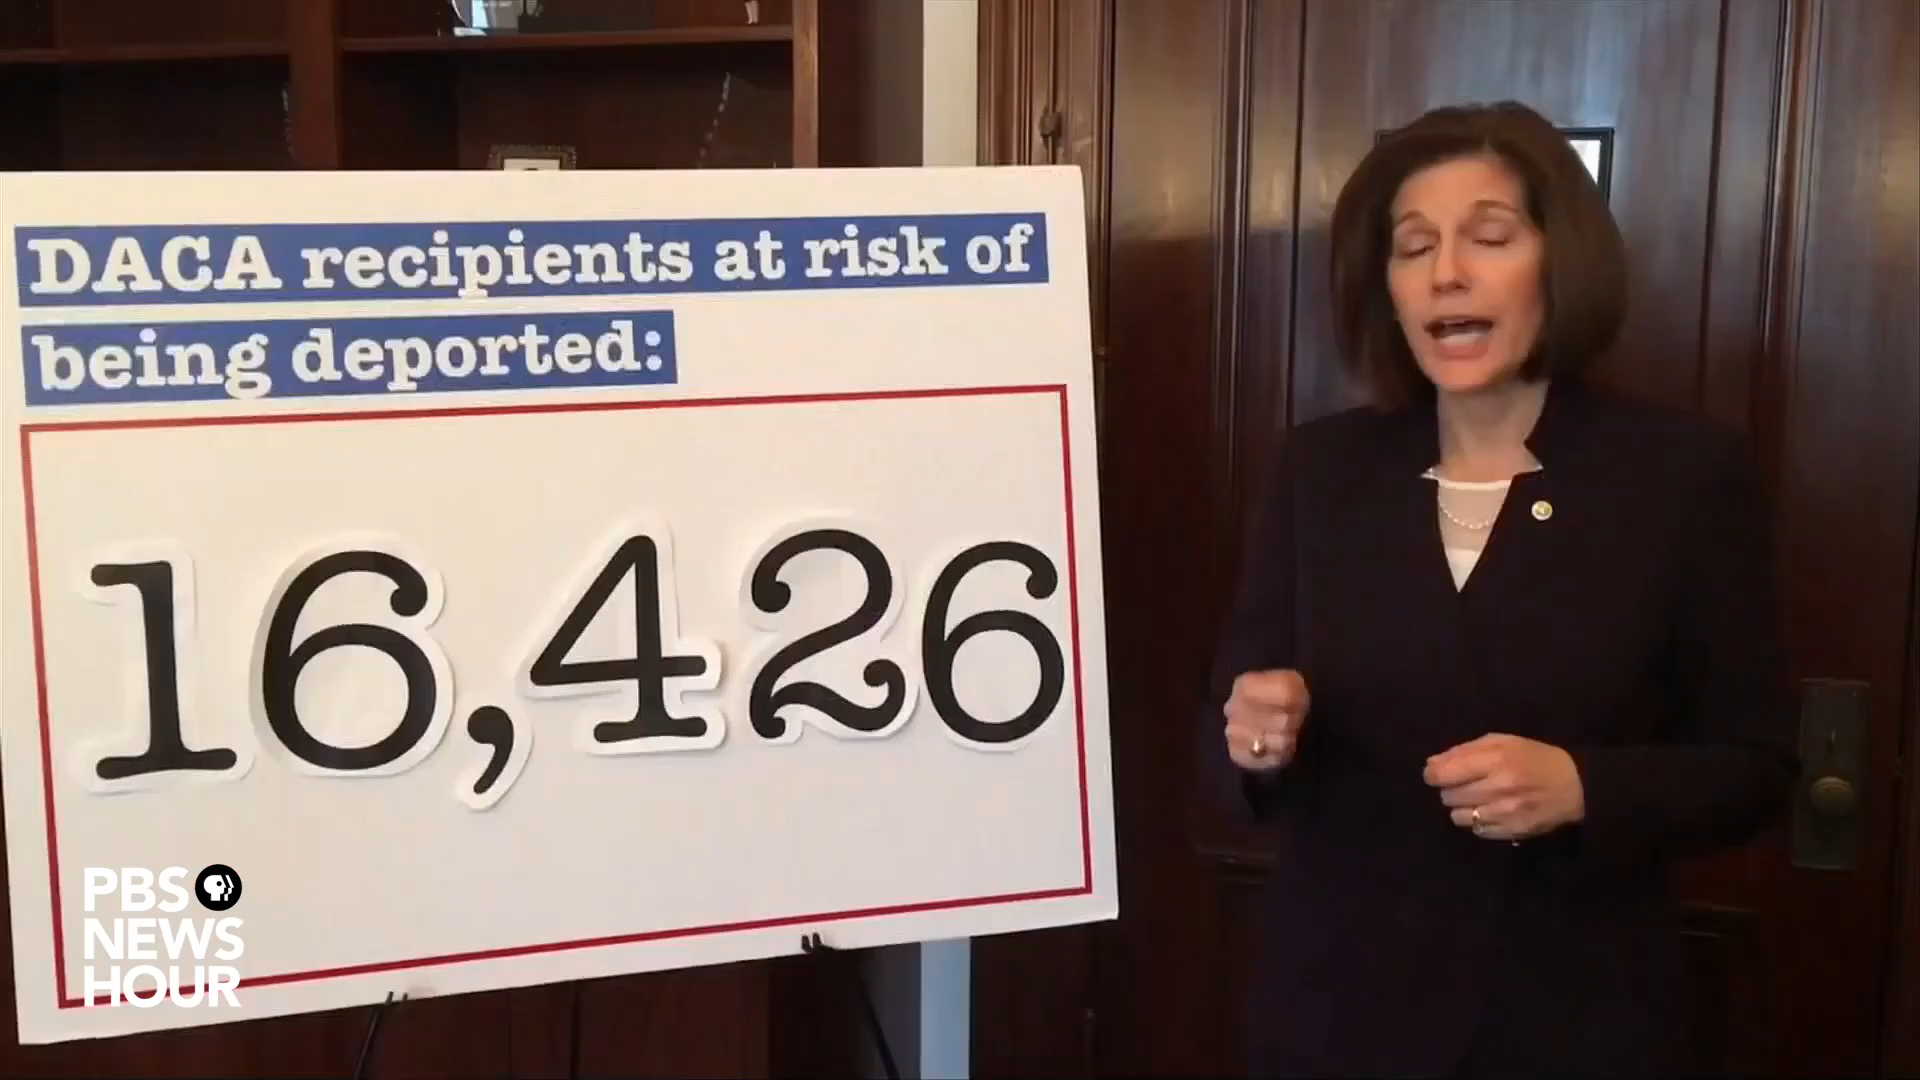 DACA recipients at risk of
being deported:
16,426
PBS
NEWS
HOUR